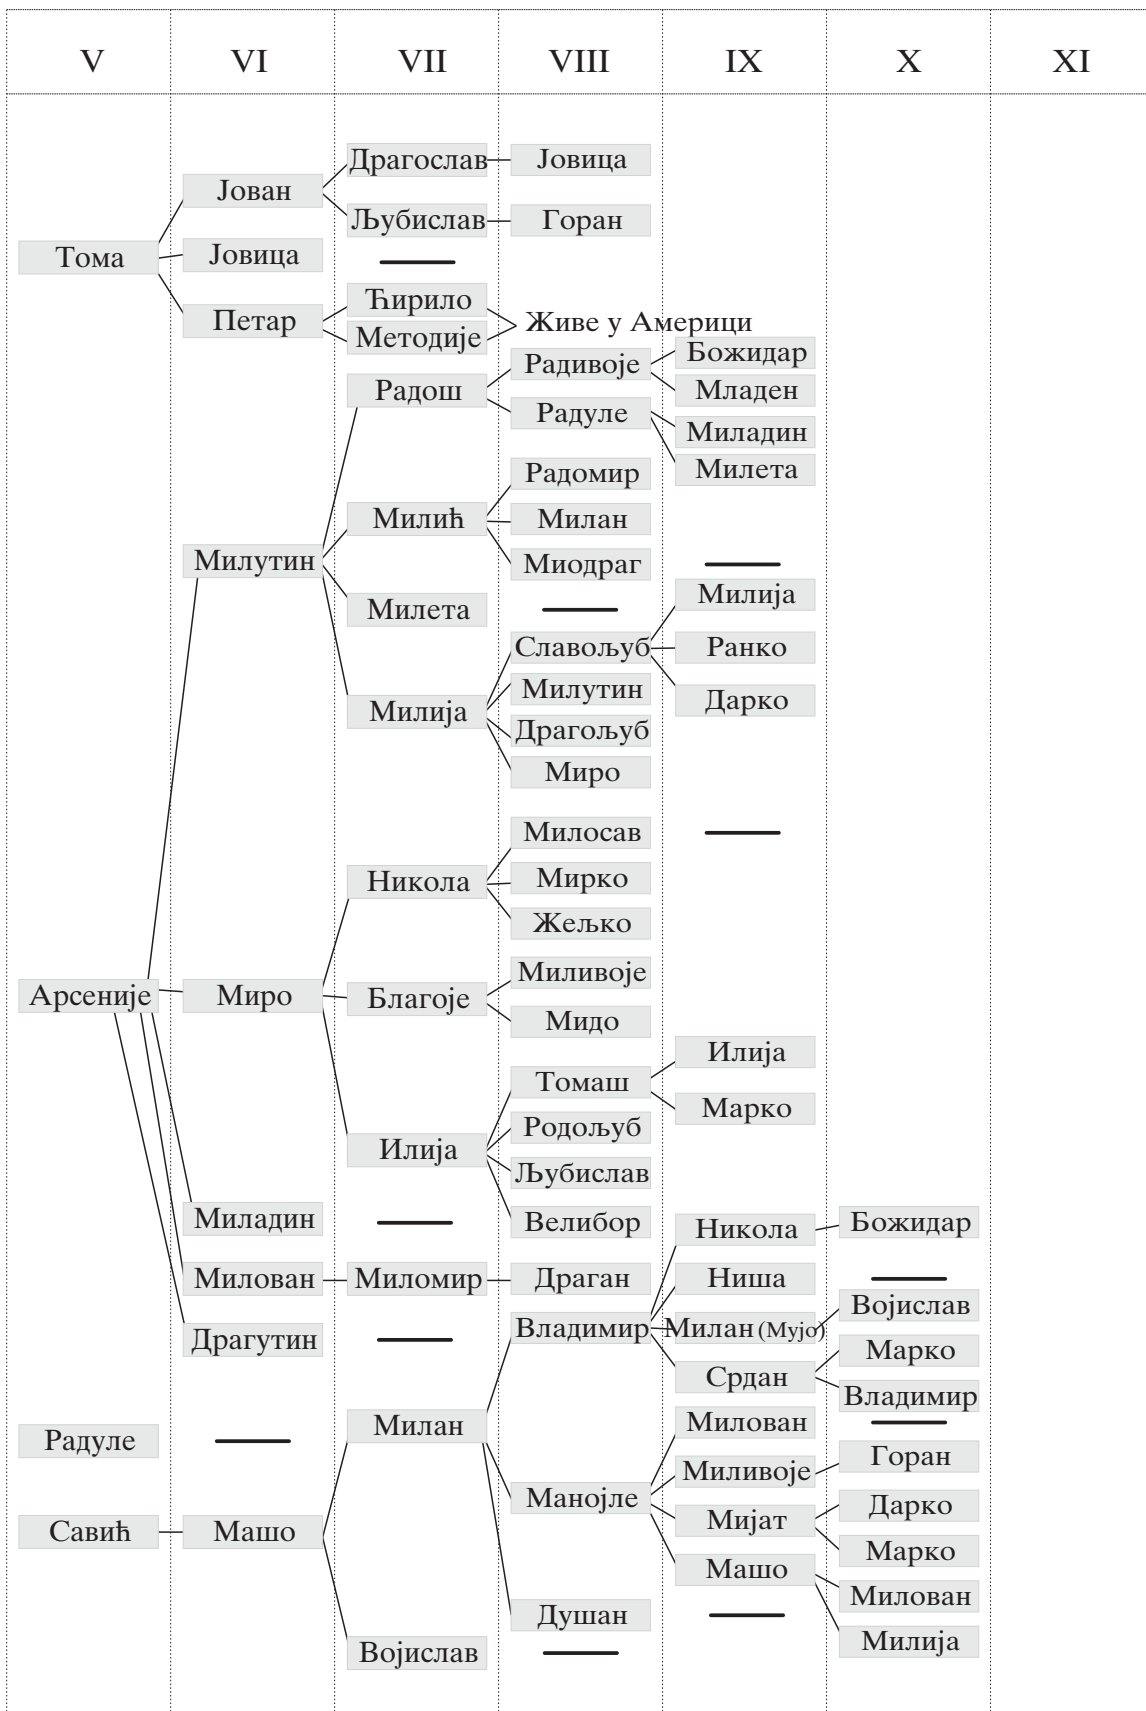 V VI VII VIII IX X XI
Драгослав Јовица
Јован
Љубислав Горан
Тома Јовица
Ћирило
Петар Живе у Америци
Методије
Радивоје Божидар
Радош Младен
Радуле Миладин
Милета
Радомир
Милић Милан
Милутин Миодраг
Милија
Милета
Славољуб Ранко
Милутин Дарко
Милија
Драгољуб
Миро
Милосав
Никола Мирко
Жељко
Миливоје
Арсеније Миро Благоје
Мидо
Илија
Томаш
Марко
Родољуб
Илија
Љубислав
Миладин Велибор Никола Божидар
Милован Миломир Драган Ниша
Војислав
Драгутин Владимир Милан (Мујо)
Марко
Срдан
Владимир
Милан Милован
Радуле Горан
Миливоје
Манојле Дарко
Савић Машо Мијат
Марко
Машо
Милован
Душан
Милија
Војислав